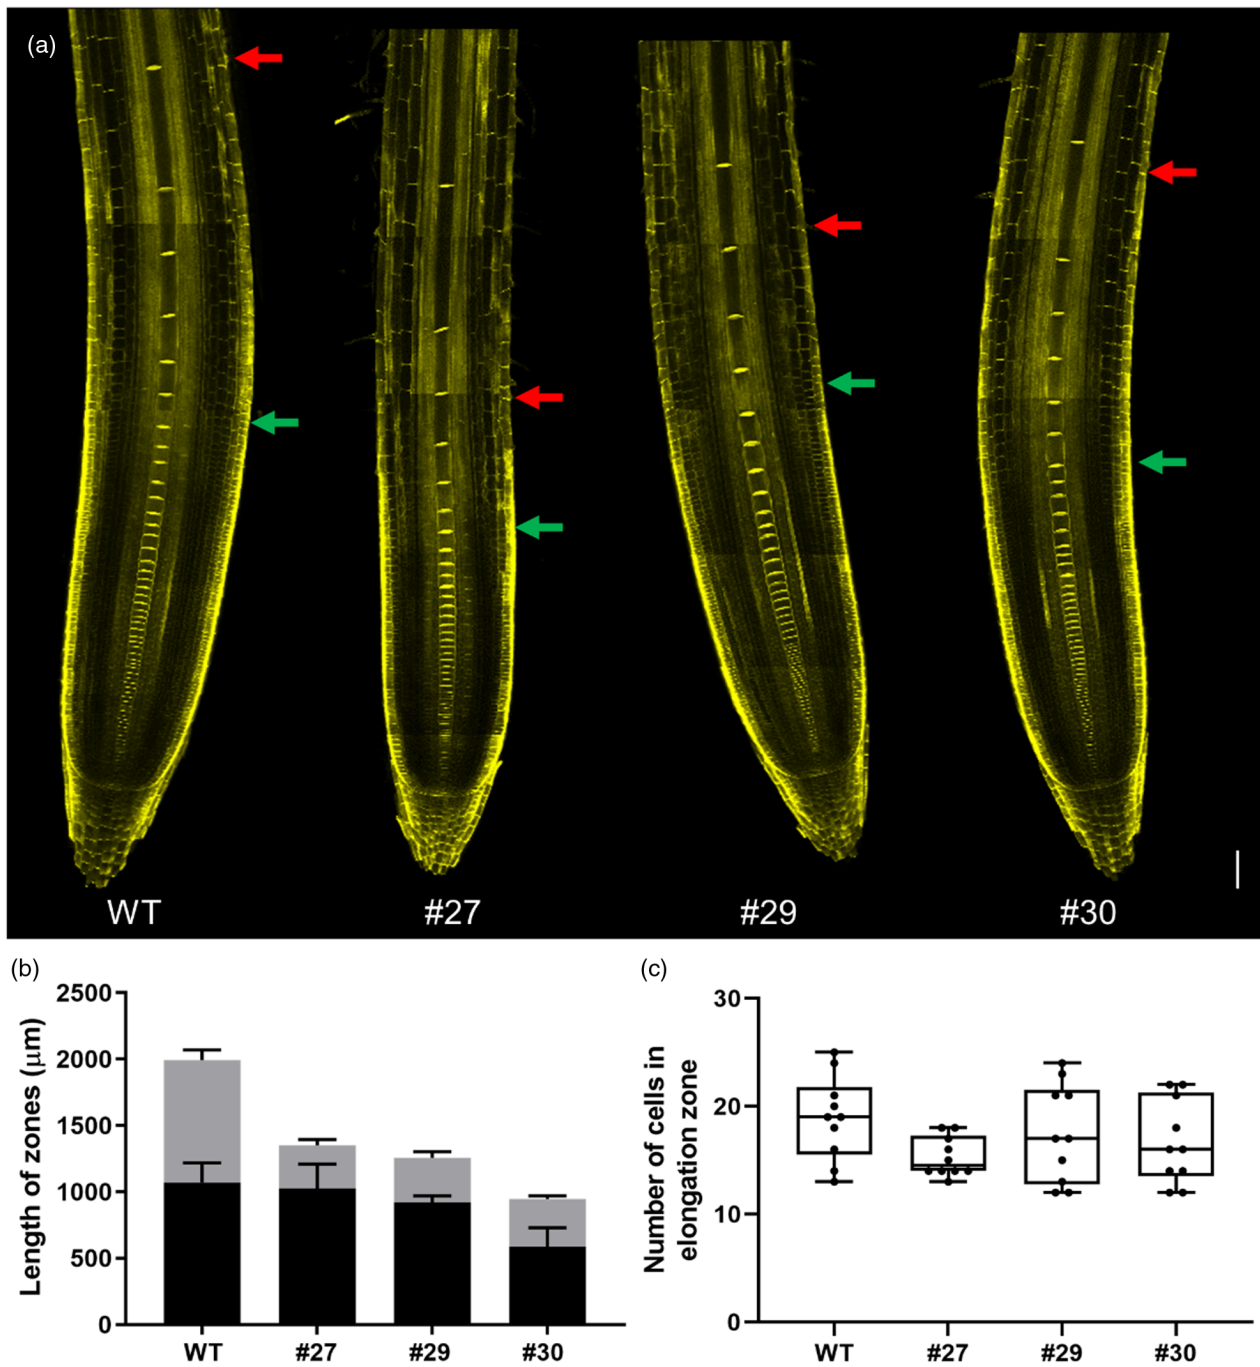 (a)
WT #27 #29 #30
(b)
Length of zones (μm)
2500
2000
1500
1000
500
0
WT #27 #29 #30
(c)
Number of cells in
elongation zone
30
20
10
0
WT #27 #29 #30